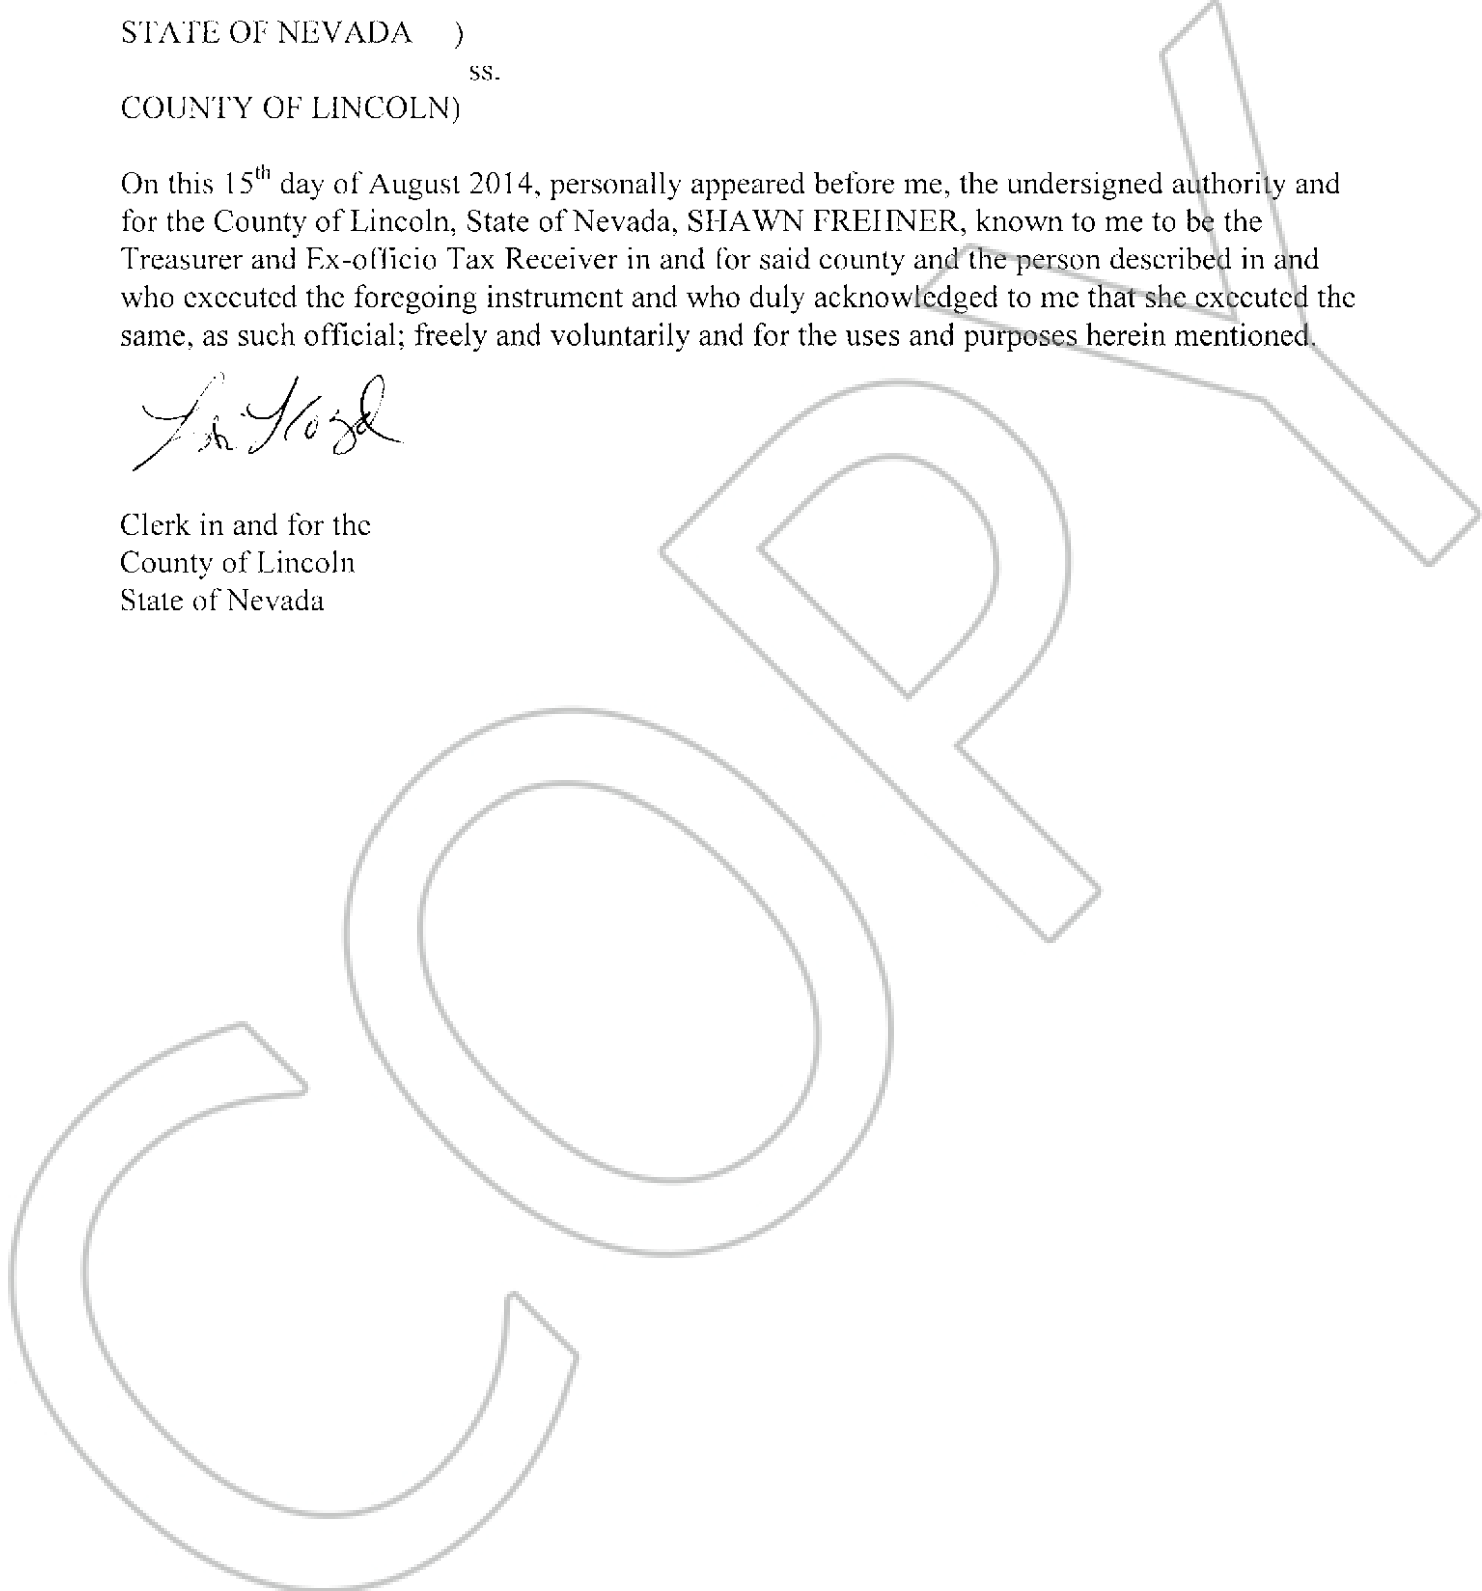 STATE OF NEVADA )
ss.
COUNTY OF LINCOLN)
On this 15th day of August 2014, personally appeared before me, the undersigned authority and
for the County of Lincoln, State of Nevada, SHAWN FREHNER, known to me to be the
Treasurer and Ex-officio Tax Receiver in and for said county and the person described in and
who executed the foregoing instrument and who duly acknowledged to me that she executed the
same, as such official; freely and voluntarily and for the uses and purposes herein mentioned.
Clerk in and for the
County of Lincoln
State of Nevada
COPY